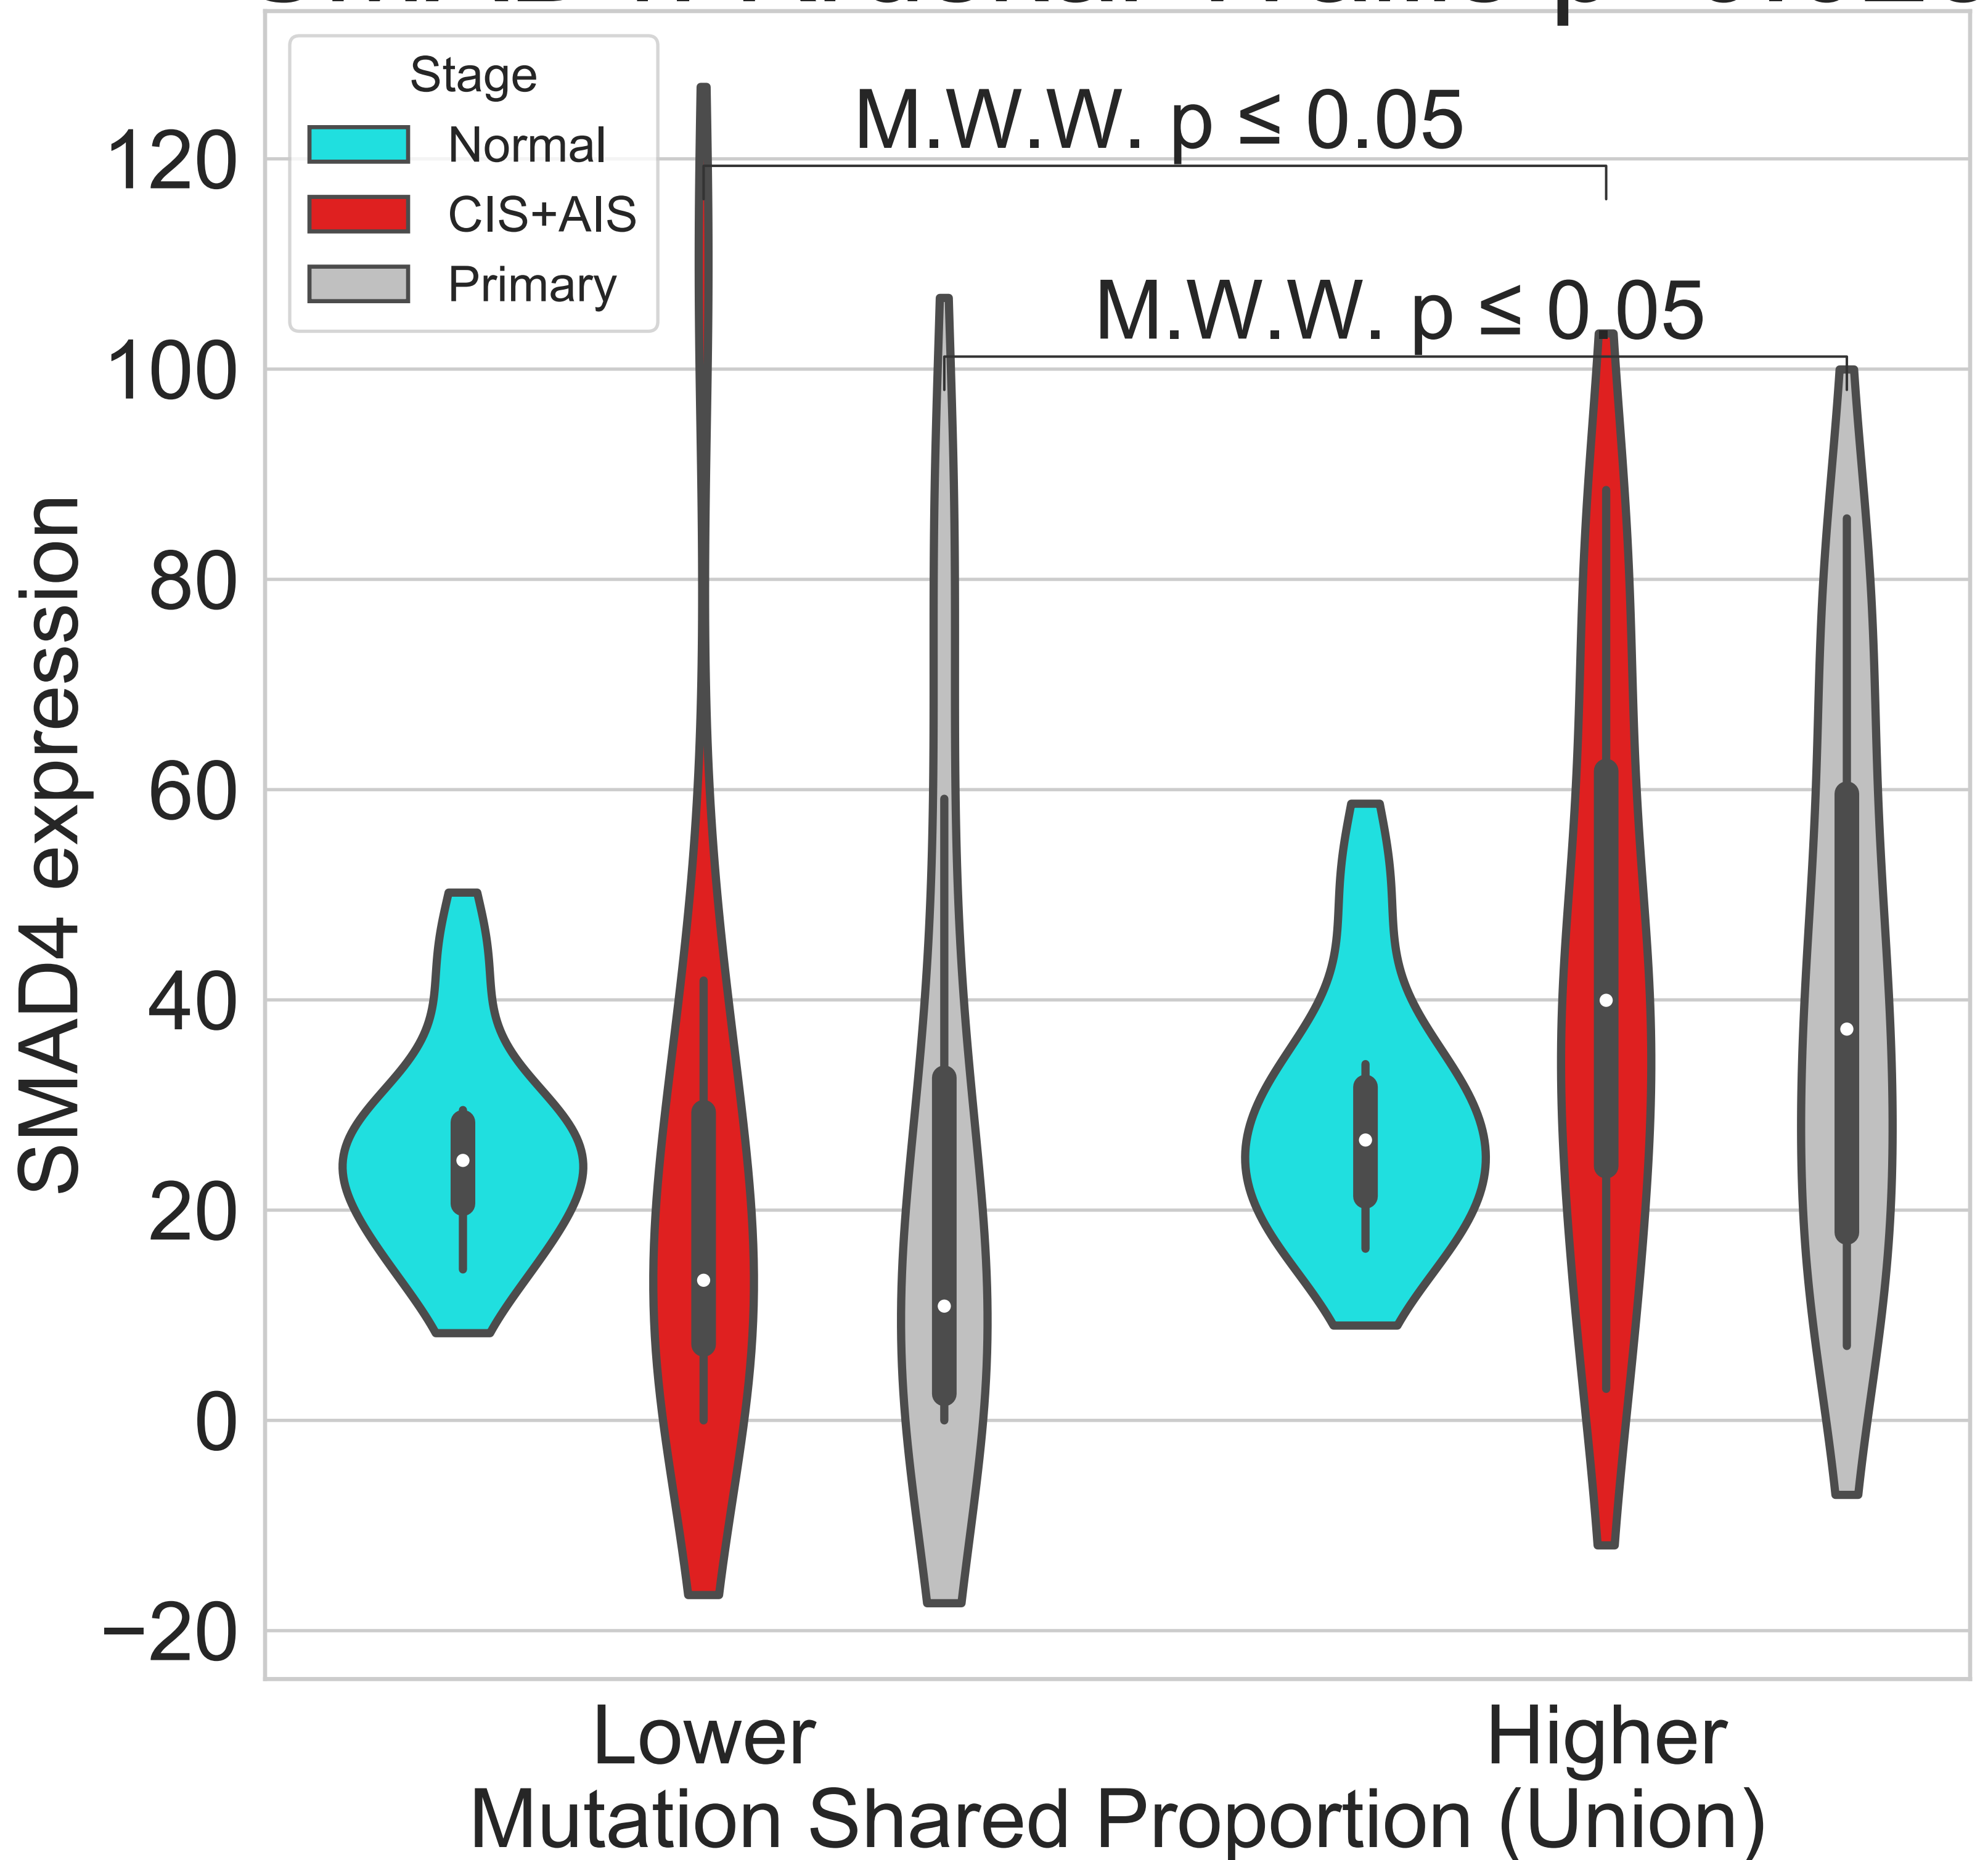 Stage
Normal
CIS+AIS
Primary
M.W.W. p ≤ 0.05
M.W.W. p ≤ 0.05
120
100
80
60
40
20
0
−20
SMAD4 expression
Lower
Higher
Mutation Shared Proportion (Union)